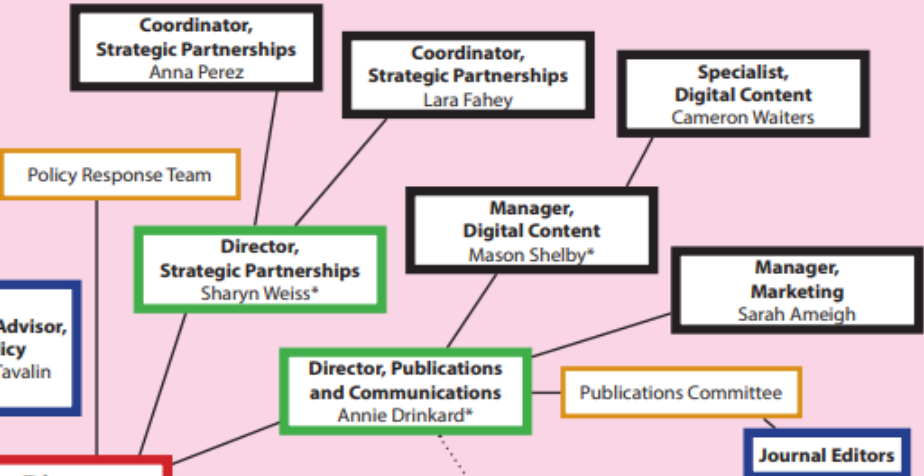 Coordinator,
Strategic Partnerships
Anna Perez
Coordinator,
Strategic Partnerships
Lara Fahey
Specialist,
Digital Content
Cameron Waiters
Policy Response Team
Manager,
Digital Content
Mason Shelby*
Director,
Strategic Partnerships
Sharyn Weiss*
Manager,
Marketing
Sarah Ameigh
Advisor,
icy
Tavalin
Director, Publications
and Communications
Annie Drinkard*
Publications Committee
Journal Editors